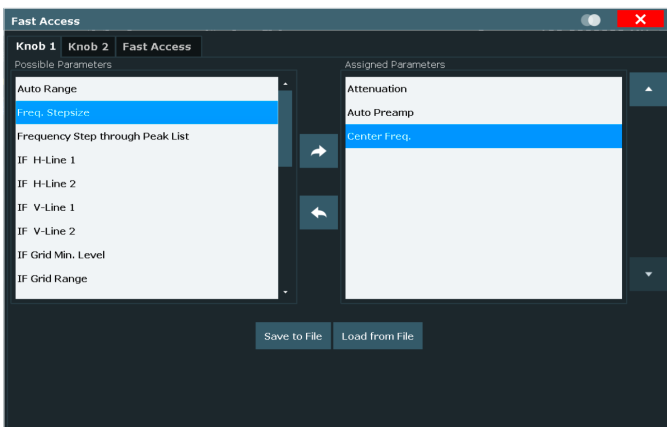 Fast Access
Knob 1 Knob 2 Fast Access
Possible Parameters
Auto Range
Freq. Stepsize
Frequency Step through Peak List
IF H-Line 1
IF H-Line 2
IF V-Line 1
IF V-Line 2
IF Grid Min. Level
IF Grid Range
Assigned Parameters
Attenuation
Auto Preamp
Center Freq.
Save to File Load from File